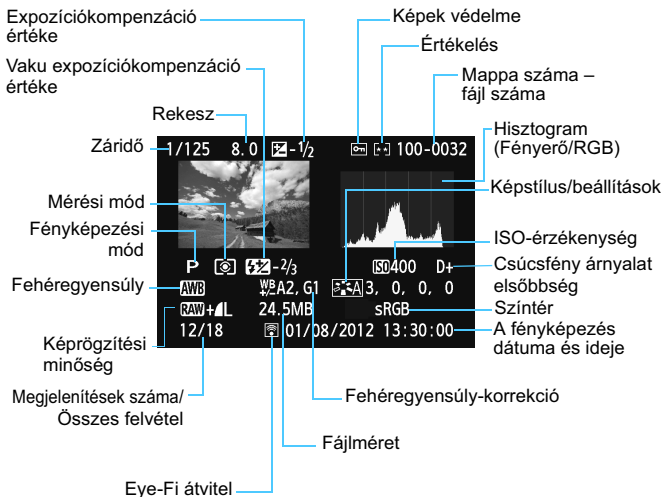 Expozíciókompenzáció
értéke
Vaku expozíciókompenzáció
értéke
Rekesz
Záridő
Képek védelme
Értékelés
Mappa száma –
fájl száma
Hisztogram
(Fényerő/RGB)
Képstílus/beállítások
1/125 8.0 -1/2 100-0032
Mérési mód
Fényképezési
mód
Fehéregyensúly
P -2/3 ISO400 D+
AWB WB+/-A2, G1 A 3, 0, 0, 0
RAW+L 24.5MB sRGB
12/18 01/08/2012 13:30:00
ISO-érzékenység
Csúcsfény árnyalat
elsőbbség
Színtér
A fényképezés
dátuma és ideje
Képrögzítési
minőség
Megjelenítések száma/
Összes felvétel
Fehéregyensúly-korrekció
Fájlméret
Eye-Fi átvitel